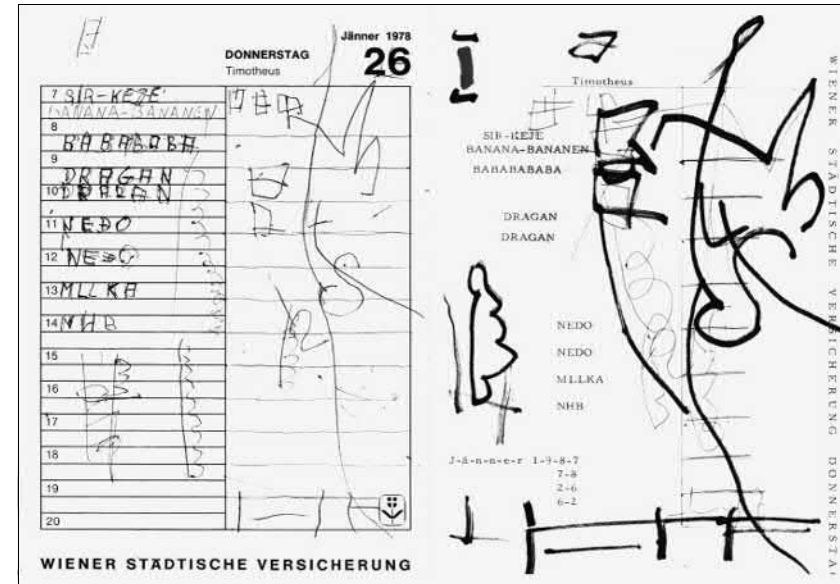 Jänner 1978
DONNERSTAG 26
Timotheus
7 SIR-KEJE
BANANA-BANANEN
8
BABABABA
9
DRAGAN
10 DRAGAN
11 NEDO
12 NEDO
13 MLLKA
14 NHB
15
16
17
18
19
20
WIENER STÄDTISCHE VERSICHERUNG
Timotheus
SIR-KEJE
BANANA-BANANEN
BABABABABA
DRAGAN
DRAGAN
NEDO
NEDO
MLLKA
NHB
J-ä-n-n-e-r 1-9-8-7
7-8
2-6
6-2
WIENER STÄDTISCHE VERSICHERUNG DONNERSTA